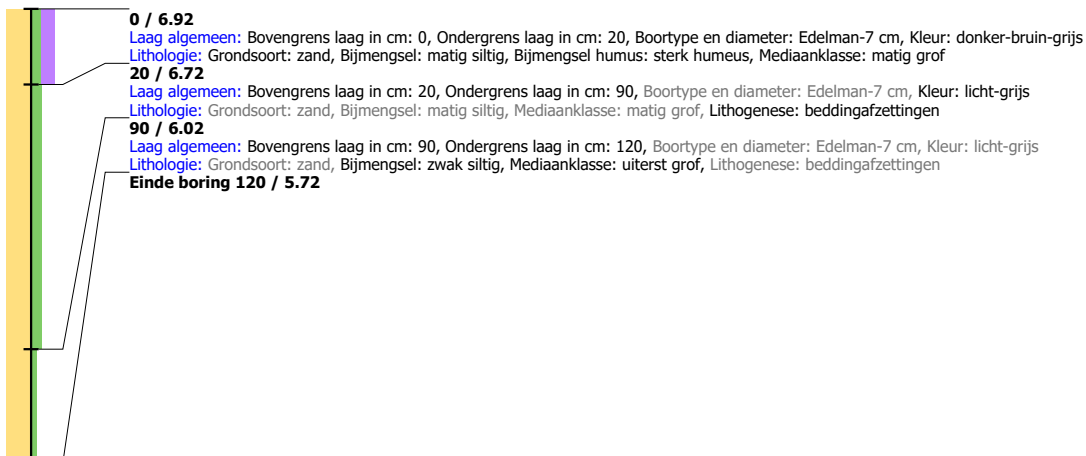 0 / 6.92
Laag algemeen: Bovengrens laag in cm: 0, Ondergrens laag in cm: 20, Boortype en diameter: Edelman-7 cm, Kleur: donker-bruin-grijs
Lithologie: Grondsoort: zand, Bijmengsel: matig siltig, Bijmengsel humus: sterk humeus, Mediaanklasse: matig grof
20 / 6.72
Laag algemeen: Bovengrens laag in cm: 20, Ondergrens laag in cm: 90, Boortype en diameter: Edelman-7 cm, Kleur: licht-grijs
Lithologie: Grondsoort: zand, Bijmengsel: matig siltig, Mediaanklasse: matig grof, Lithogenese: beddingafzettingen
90 / 6.02
Laag algemeen: Bovengrens laag in cm: 90, Ondergrens laag in cm: 120, Boortype en diameter: Edelman-7 cm, Kleur: licht-grijs
Lithologie: Grondsoort: zand, Bijmengsel: zwak siltig, Mediaanklasse: uiterst grof, Lithogenese: beddingafzettingen
Einde boring 120 / 5.72